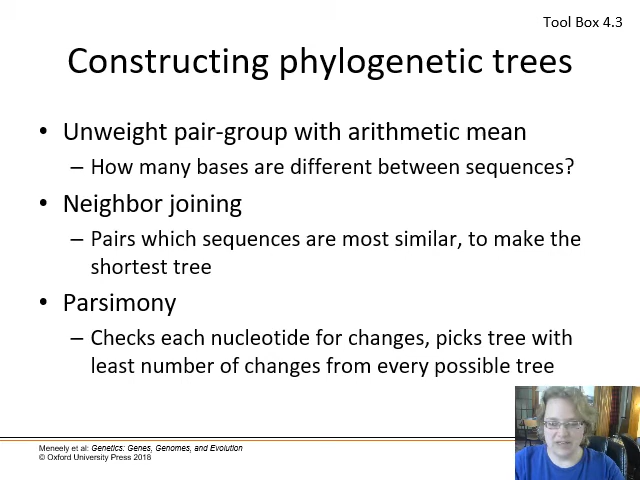 Tool Box 4.3
Constructing phylogenetic trees
• Unweight pair-group with arithmetic mean
– How many bases are different between sequences?
• Neighbor joining
– Pairs which sequences are most similar, to make the
shortest tree
• Parsimony
– Checks each nucleotide for changes, picks tree with
least number of changes from every possible tree
Meneely et al: Genetics: Genes, Genomes, and Evolution
© Oxford University Press 2018